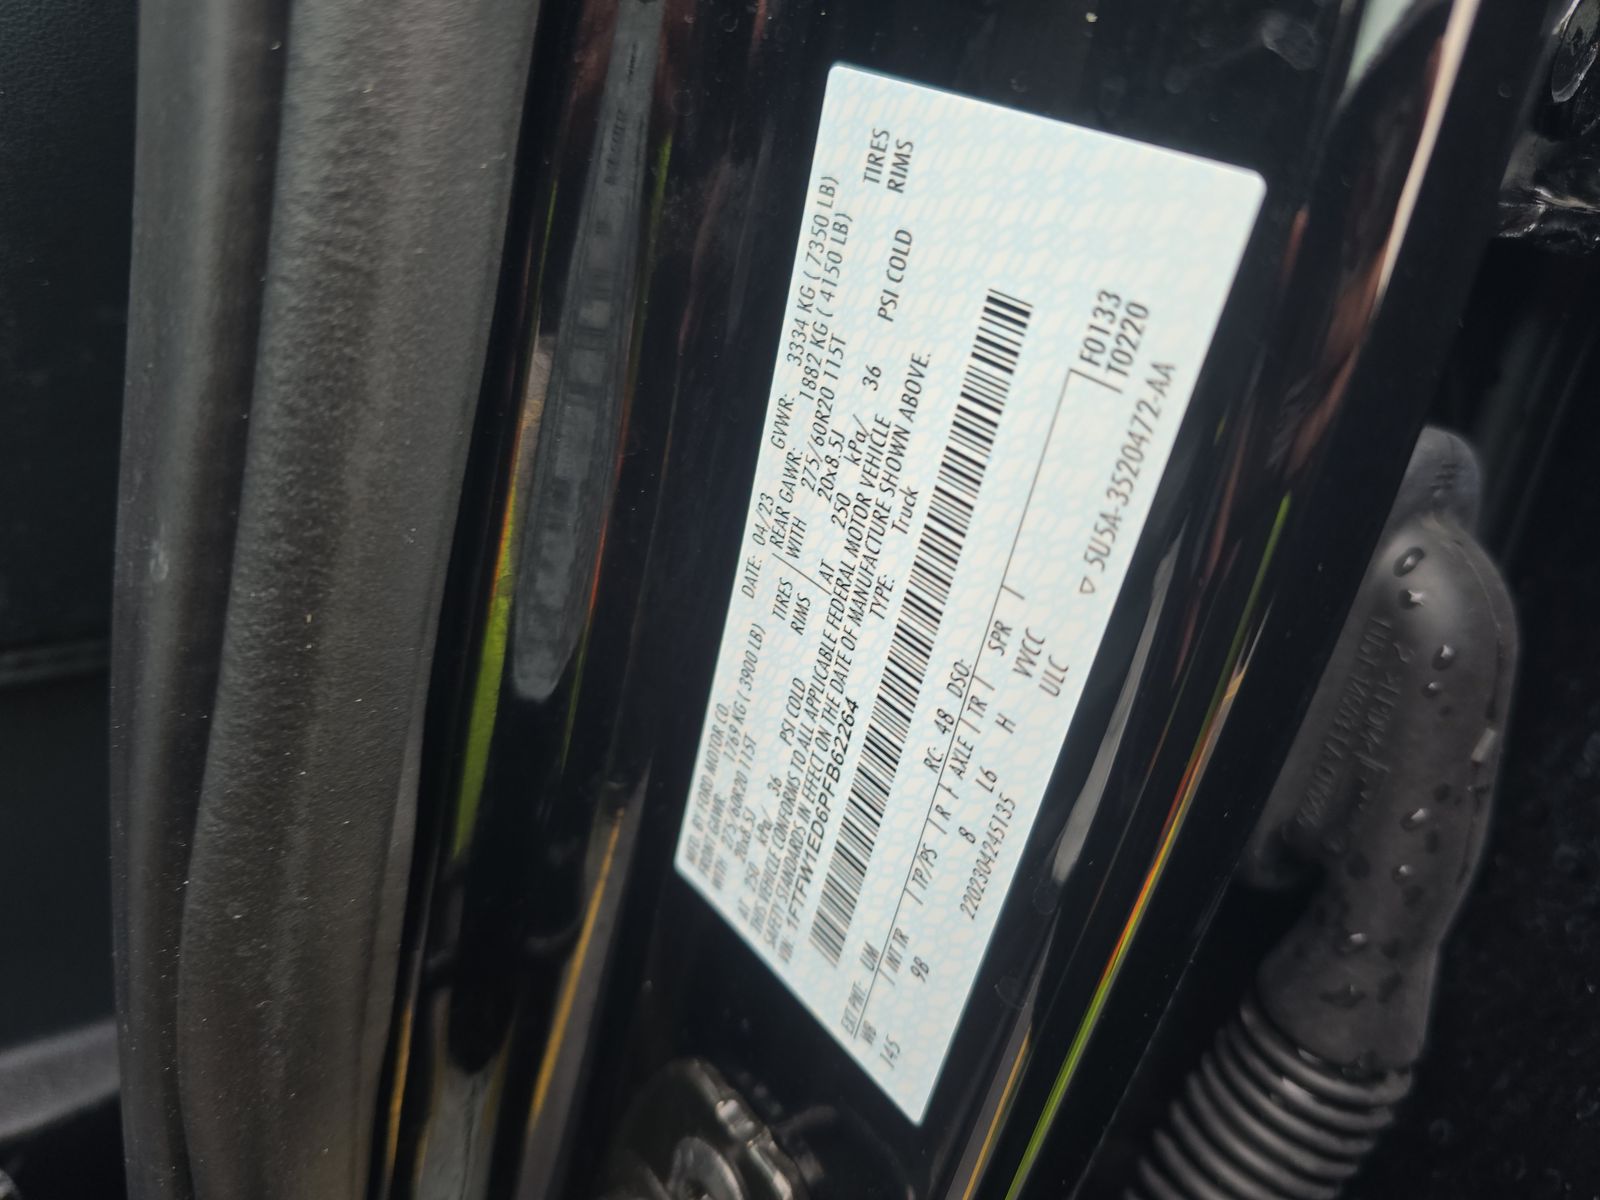 MFD. BY FORD MOTOR CO. DATE: 04/23 GVWR: 3334 KG ( 7350 LB)
FRONT GAWR: 1769 KG ( 3900 LB) REAR GAWR: 1882 KG ( 4150 LB)
WITH 275/60R20 115T TIRES WITH 275/60R20 115T TIRES
20x8.5J RIMS 20x8.5J RIMS
AT 250 kPa/ 36 PSI COLD AT 250 kPa/ 36 PSI COLD
THIS VEHICLE CONFORMS TO ALL APPLICABLE FEDERAL MOTOR VEHICLE
SAFETY STANDARDS IN EFFECT ON THE DATE OF MANUFACTURE SHOWN ABOVE.
VIN: 1FTFW1ED6PFB62264 TYPE: Truck
EXT PNT: UM RC: 48 DSO: F0133
WB INT TR TP/PS R AXLE TR SPR T0220
145 9B 8 L6 H VVCC
2202304245135 ULC
▽ 5U5A-3520472-AA